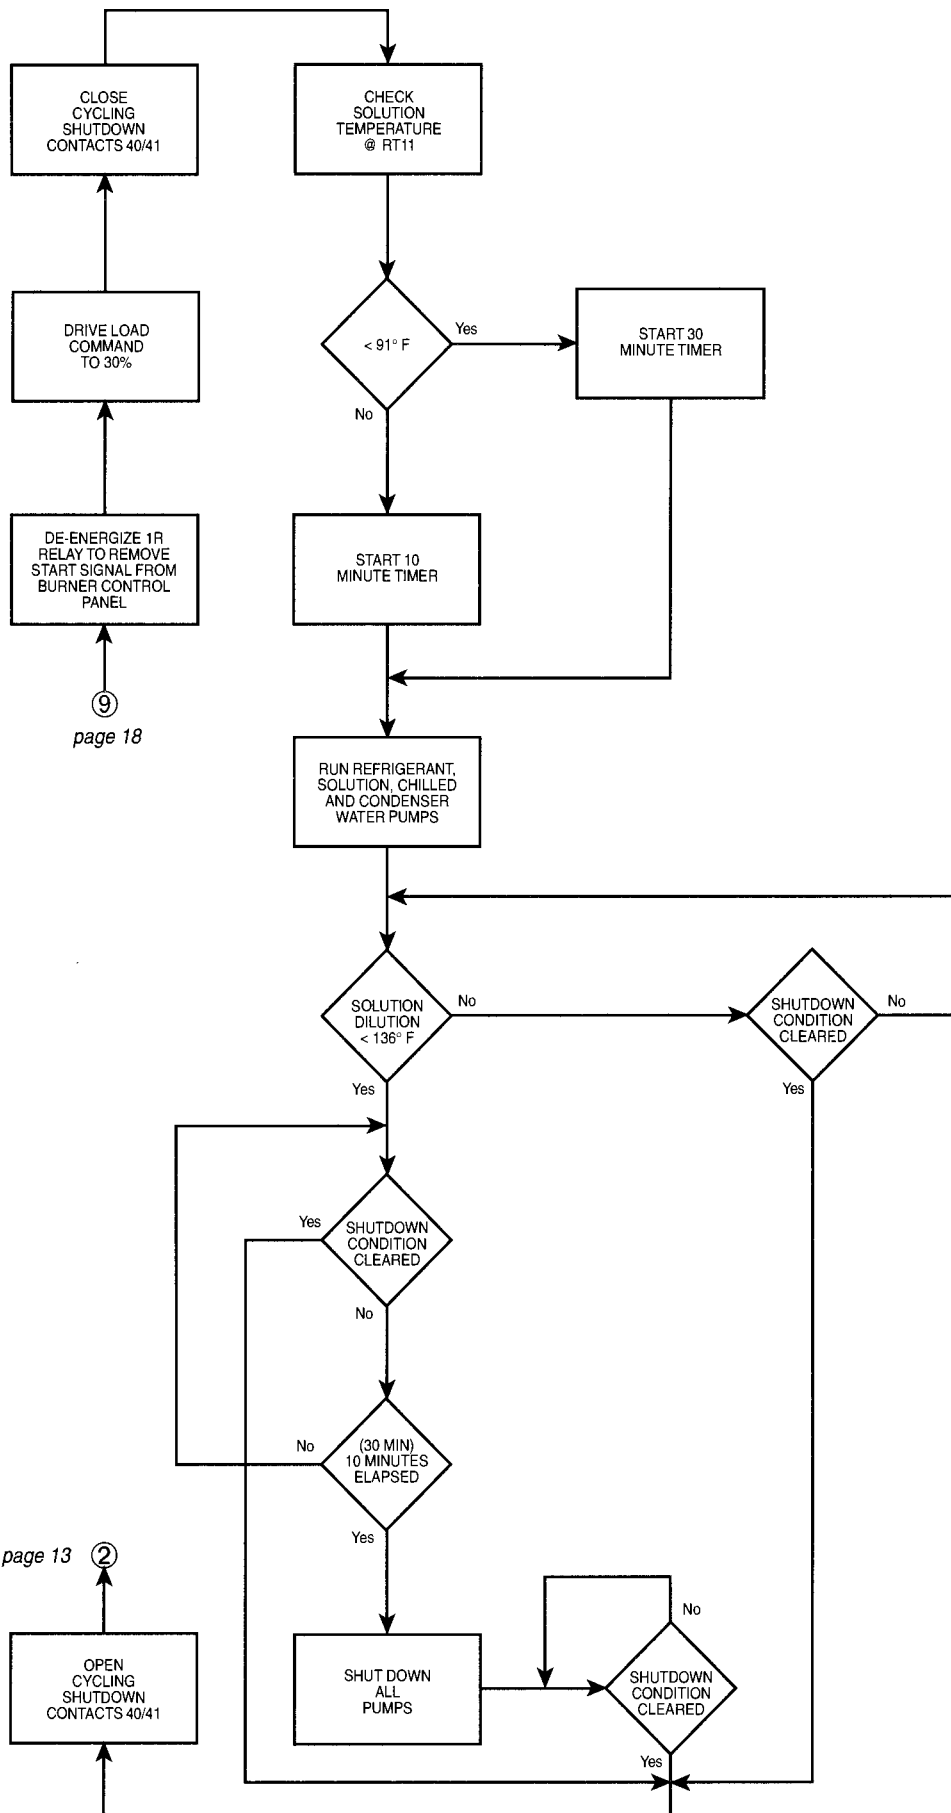 CLOSE
CYCLING
SHUTDOWN
CONTACTS 40/41
CHECK
SOLUTION
TEMPERATURE
@ RT11
DRIVE LOAD
COMMAND
TO 30%
< 91° F
Yes
No
START 30
MINUTE TIMER
DE-ENERGIZE 1R
RELAY TO REMOVE
START SIGNAL FROM
BURNER CONTROL
PANEL
START 10
MINUTE TIMER
9
page 18
RUN REFRIGERANT,
SOLUTION, CHILLED
AND CONDENSER
WATER PUMPS
SOLUTION
DILUTION
< 136° F
No
Yes
SHUTDOWN
CONDITION
CLEARED
No
Yes
SHUTDOWN
CONDITION
CLEARED
Yes
No
(30 MIN)
10 MINUTES
ELAPSED
No
Yes
page 13 2
OPEN
CYCLING
SHUTDOWN
CONTACTS 40/41
SHUT DOWN
ALL
PUMPS
SHUTDOWN
CONDITION
CLEARED
No
Yes